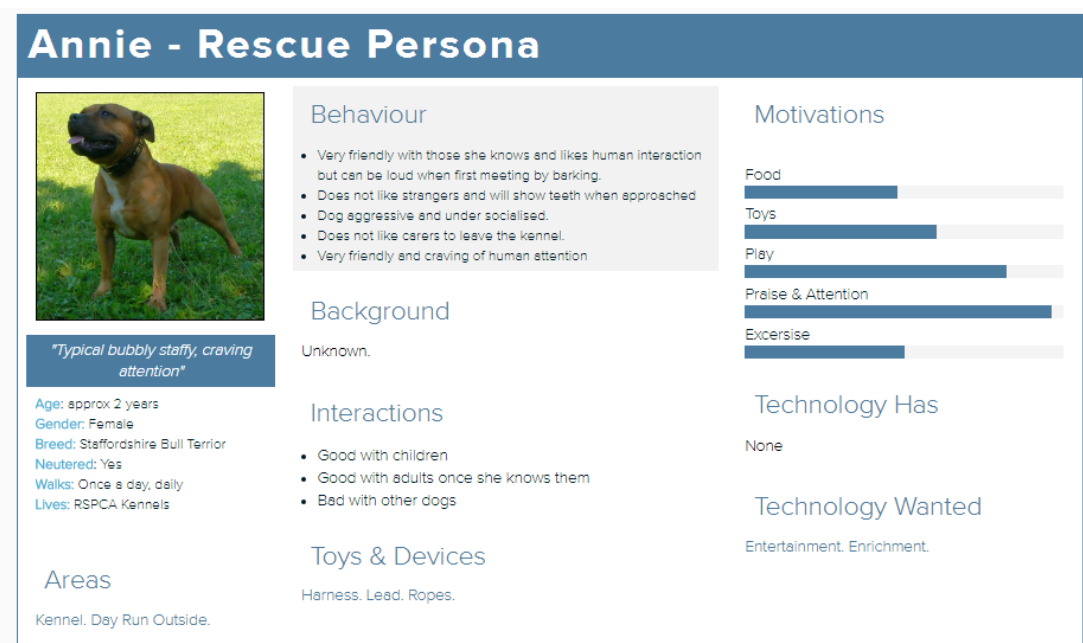 Annie - Rescue Persona
"Typical bubbly staffy, craving
attention"
Age: approx 2 years
Gender: Female
Breed: Staffordshire Bull Terrior
Neutered: Yes
Walks: Once a day, daily
Lives: RSPCA Kennels
Areas
Kennel. Day Run Outside.
Behaviour
• Very friendly with those she knows and likes human interaction
but can be loud when first meeting by barking.
• Does not like strangers and will show teeth when approached
• Dog aggressive and under socialised.
• Does not like carers to leave the kennel.
• Very friendly and craving of human attention
Background
Unknown.
Interactions
• Good with children
• Good with adults once she knows them
• Bad with other dogs
Toys & Devices
Harness. Lead. Ropes.
Motivations
Food
Toys
Play
Praise & Attention
Excersise
Technology Has
None
Technology Wanted
Entertainment. Enrichment.